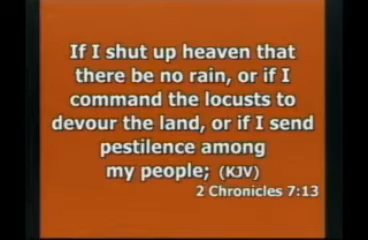 If I shut up heaven that
there be no rain, or if I
command the locusts to
devour the land, or if I send
pestilence among
my people; (KJV)
2 Chronicles 7:13